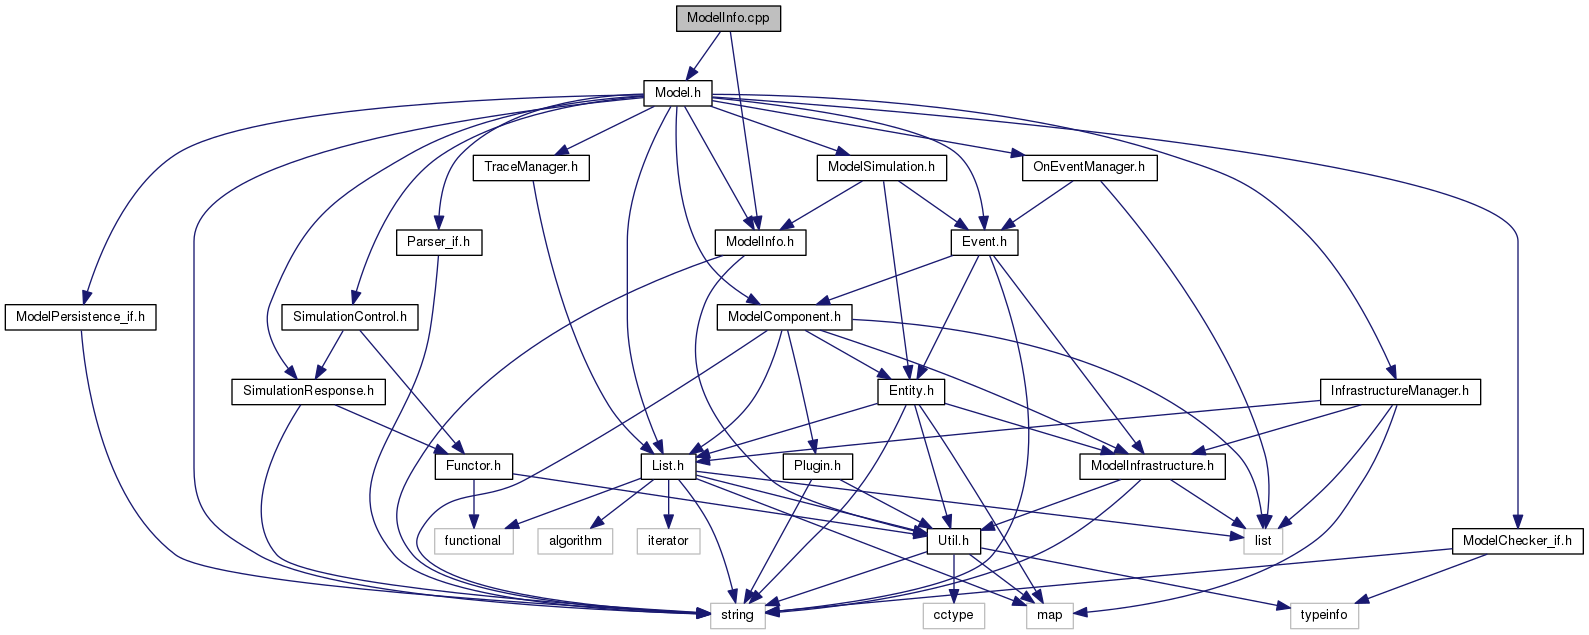 ModelInfo.cpp
Model.h
TraceManager.h
ModelSimulation.h
OnEventManager.h
Parser_if.h
ModelInfo.h
Event.h
ModelPersistence_if.h
SimulationControl.h
ModelComponent.h
SimulationResponse.h
Entity.h
InfrastructureManager.h
Functor.h
List.h
Plugin.h
ModelInfrastructure.h
functional
algorithm
iterator
Util.h
list
ModelChecker_if.h
string
cctype
map
typeinfo